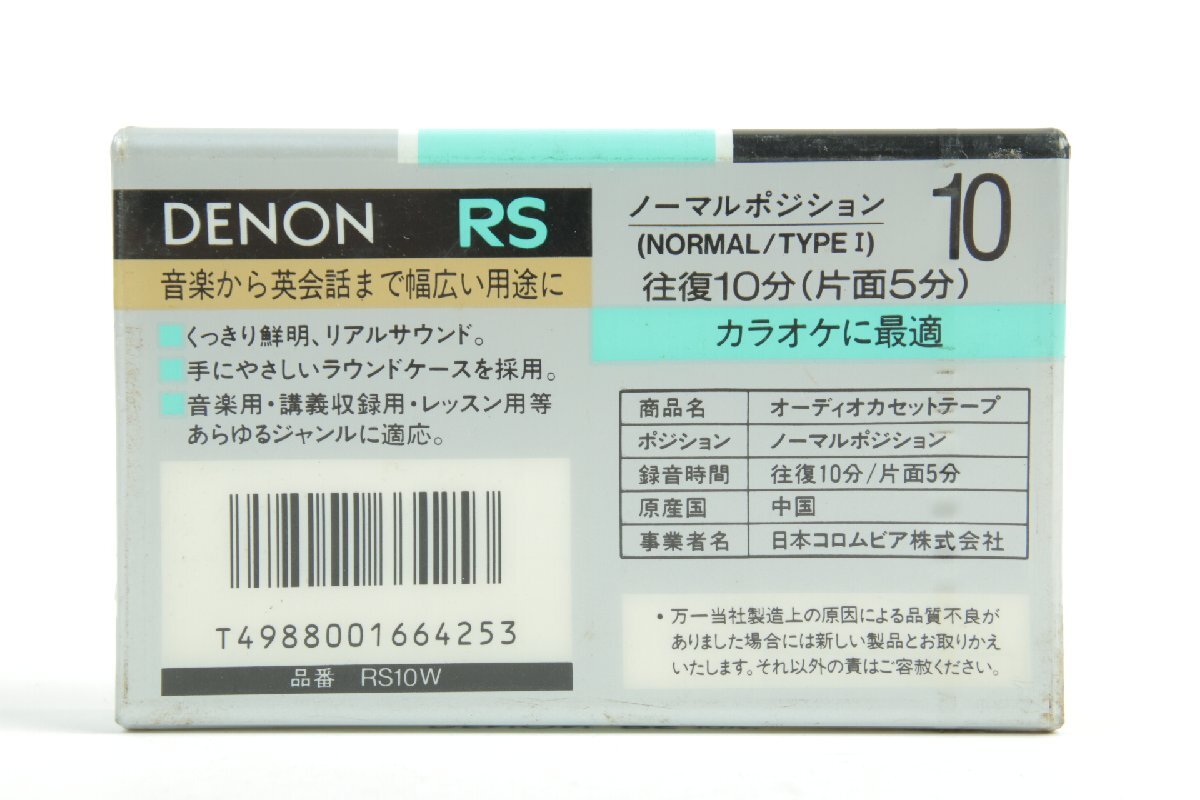 DENON RS
音楽から英会話まで幅広い用途に
くっきり鮮明、リアルサウンド。
手にやさしいラウンドケースを採用。
音楽用・講義収録用・レッスン用等
あらゆるジャンルに適応。
T4988001664253
品番 RS10W
ノーマルポジション
(NORMAL/TYPE I)
10
往復10分(片面5分)
カラオケに最適
商品名 オーディオカセットテープ
ポジション ノーマルポジション
録音時間 往復10分/片面5分
原産国 中国
事業者名 日本コロムビア株式会社
・万一当社製造上の原因による品質不良が
ありました場合には新しい製品とお取りかえ
いたします。それ以外の責はご容赦ください。